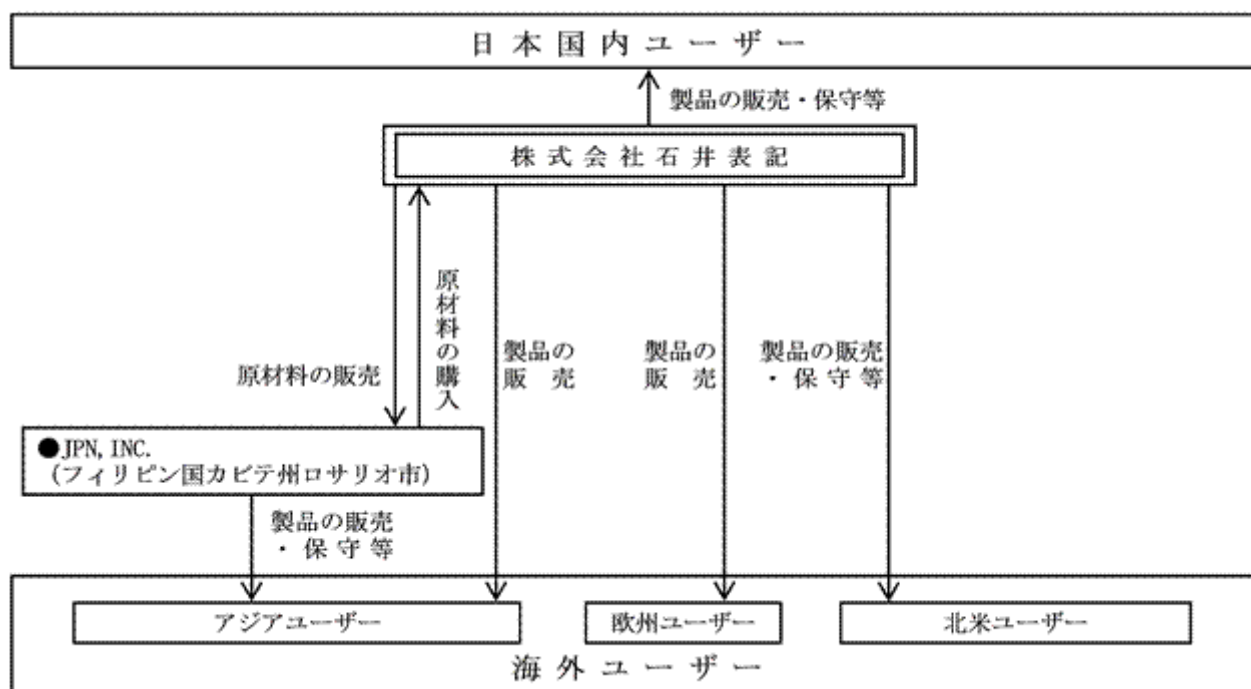 日本国内ユーザー
製品の販売・保守等
株式会社石井表記
原材料の購入
原材料の販売
製品の
販売
製品の
販売
製品の販売
・保守等
●JPN, INC.
(フィリピン国カビテ州ロサリオ市)
製品の販売
・保守等
アジアユーザー
欧州ユーザー
北米ユーザー
海外ユーザー